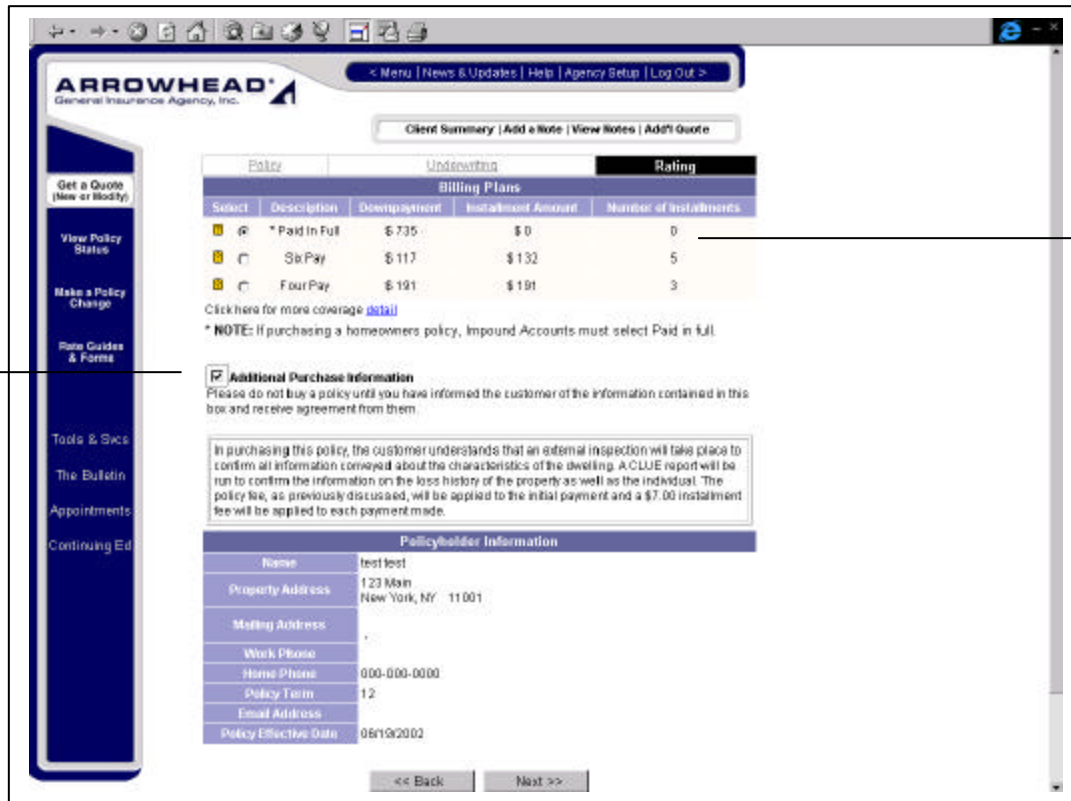 < Menu | News & Updates | Help | Agency Setup | Log Out >
ARROWHEAD
General Insurance Agency, Inc.
Client Summary | Add a Note | View Notes | Add'l Quote
Policy Underwriting Rating
Get a Quote
(New or Modify)
View Policy
Status
Make a Policy
Change
Rate Guides
& Forms
Tools & Svcs
The Bulletin
Appointments
Continuing Ed
Billing Plans
Select Description Downpayment Installment Amount Number of Installments
* Paid In Full $ 735 $ 0 0
Six Pay $ 117 $ 132 5
Four Pay $ 191 $ 191 3
Click here for more coverage detail
* NOTE: If purchasing a homeowners policy, Impound Accounts must select Paid in full.
Additional Purchase Information
Please do not buy a policy until you have informed the customer of the information contained in this
box and receive agreement from them.
In purchasing this policy, the customer understands that an external inspection will take place to
confirm all information conveyed about the characteristics of the dwelling. A CLUE report will be
run to confirm the information on the loss history of the property as well as the individual. The
policy fee, as previously discussed, will be applied to the initial payment and a $7.00 installment
fee will be applied to each payment made.
Policyholder Information
Name test test
Property Address 123 Main
New York, NY 11001
Mailing Address ,
Work Phone
Home Phone 000-000-0000
Policy Term 12
Email Address
Policy Effective Date 06/19/2002
<< Back Next >>